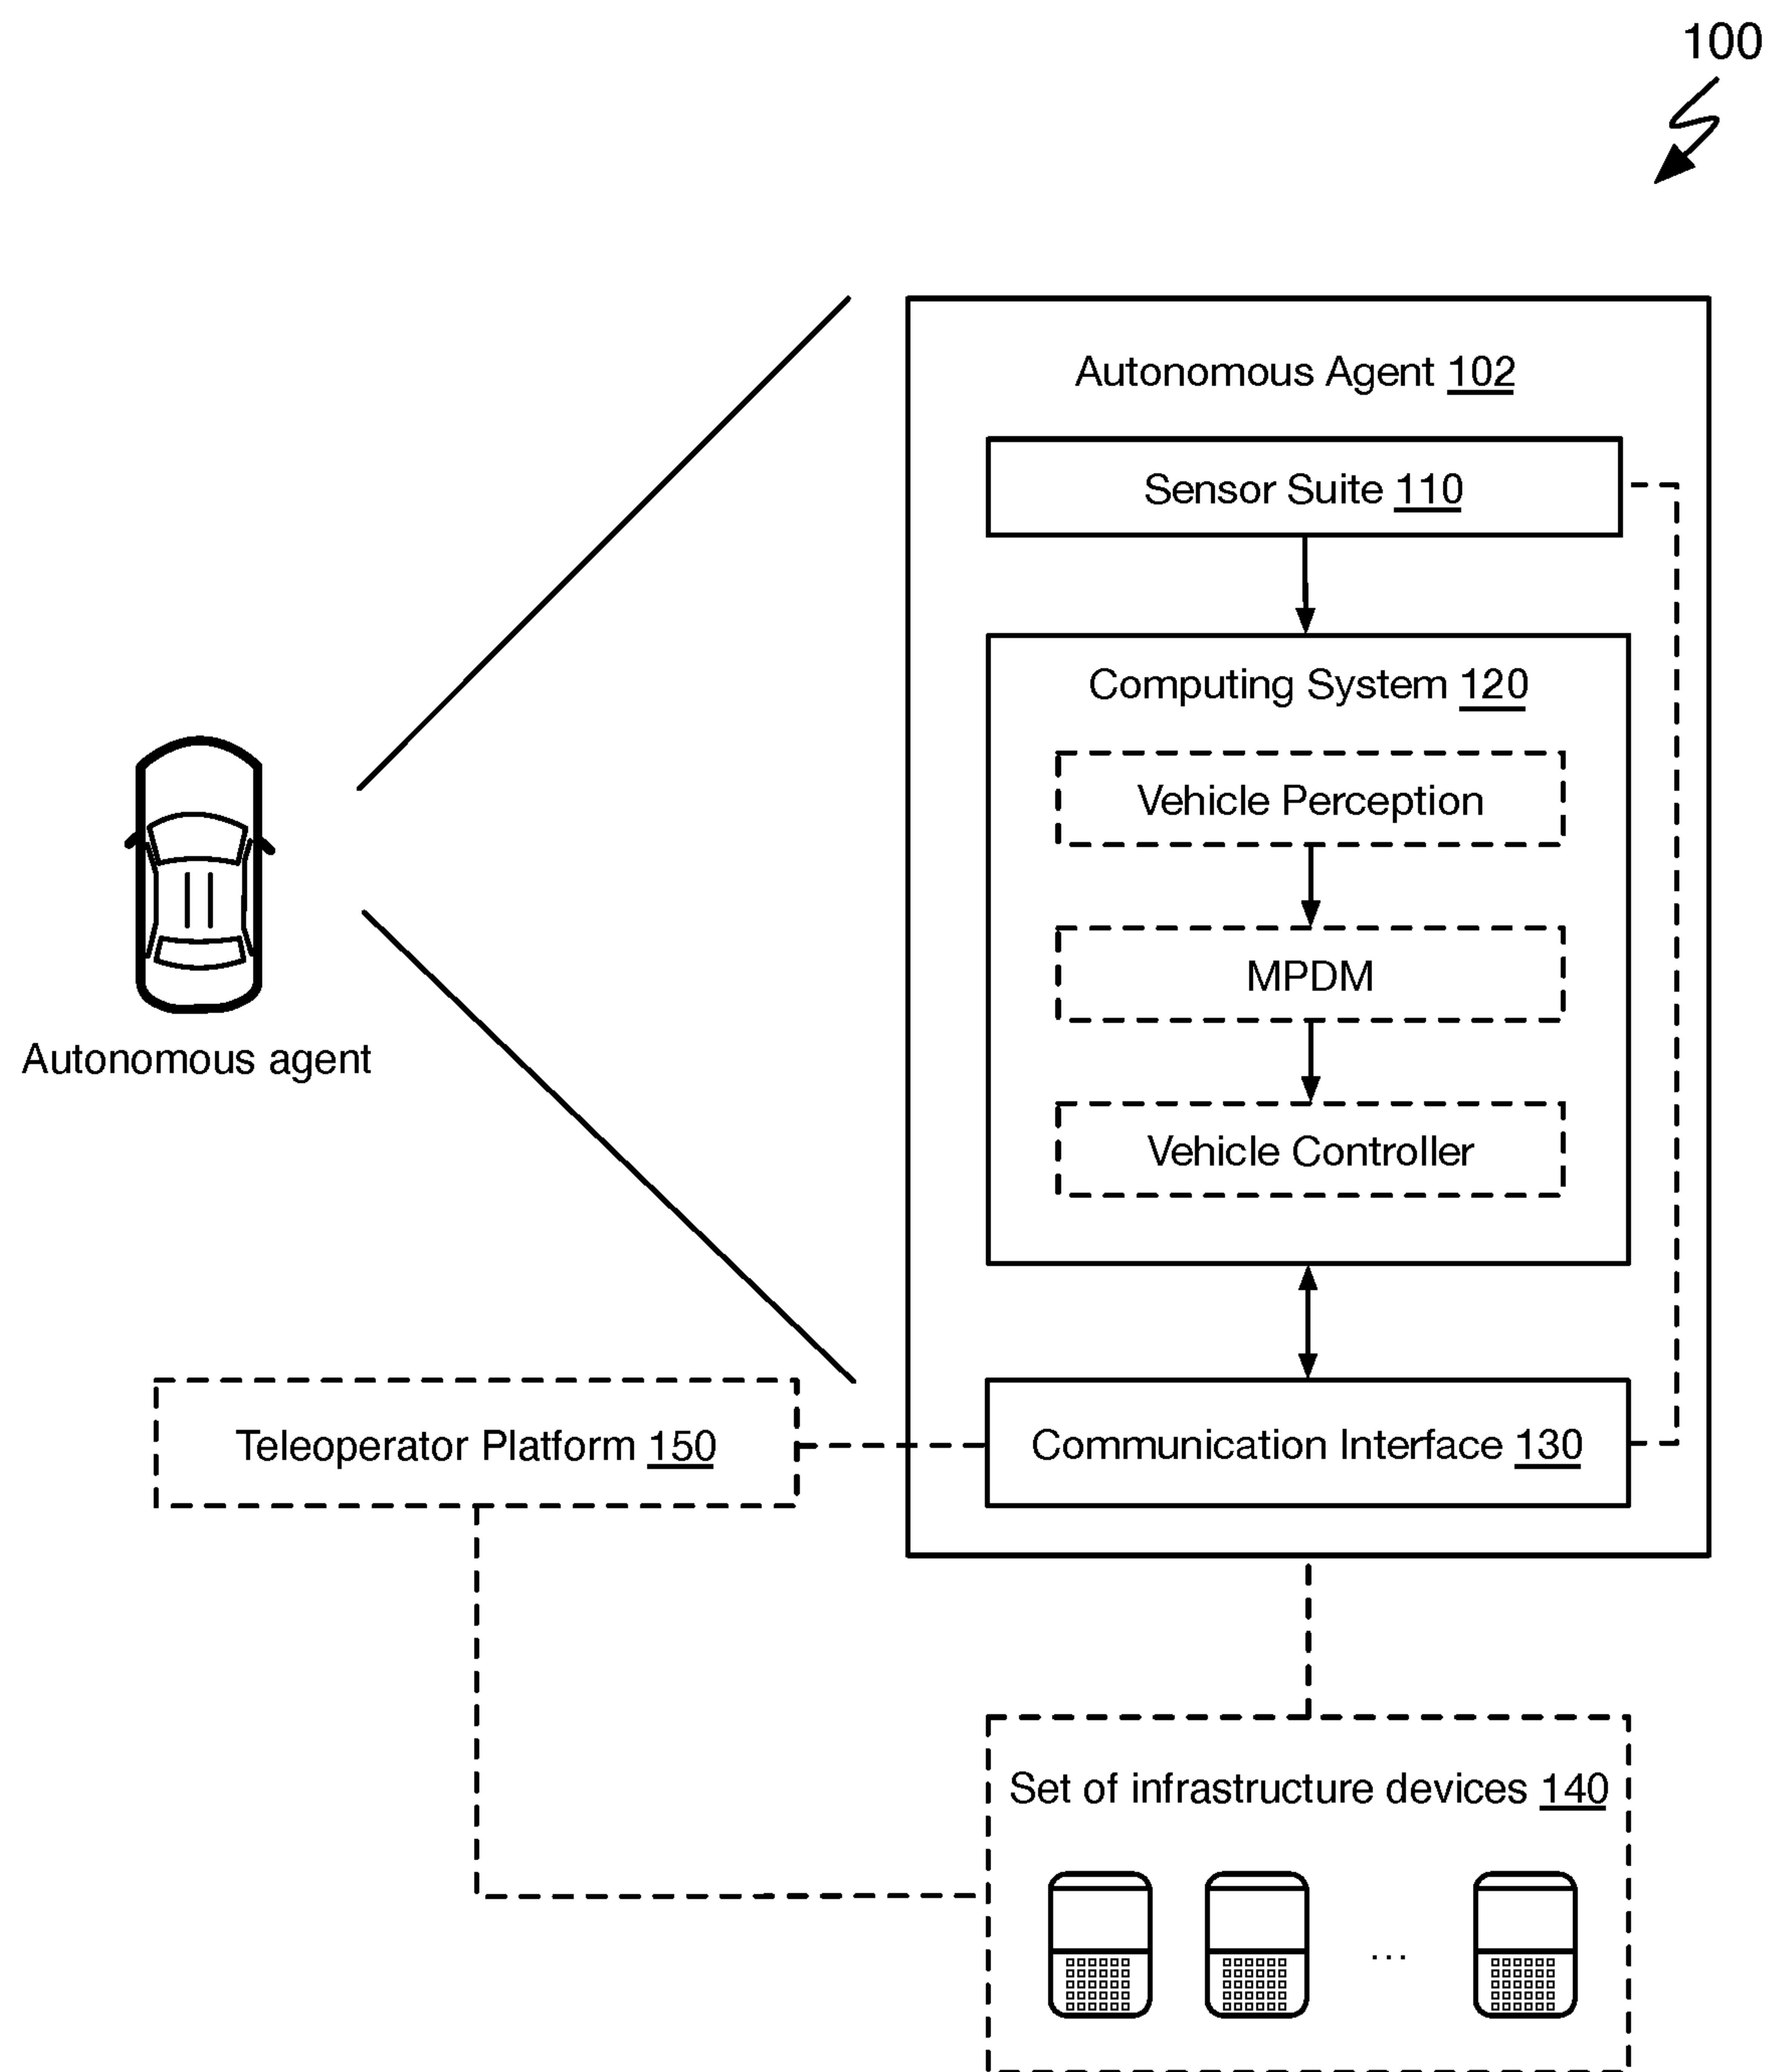 100
Autonomous Agent 102
Sensor Suite 110
Computing System 120
Vehicle Perception
MPDM
Vehicle Controller
Autonomous agent
Teleoperator Platform 150
Communication Interface 130
Set of infrastructure devices 140
...